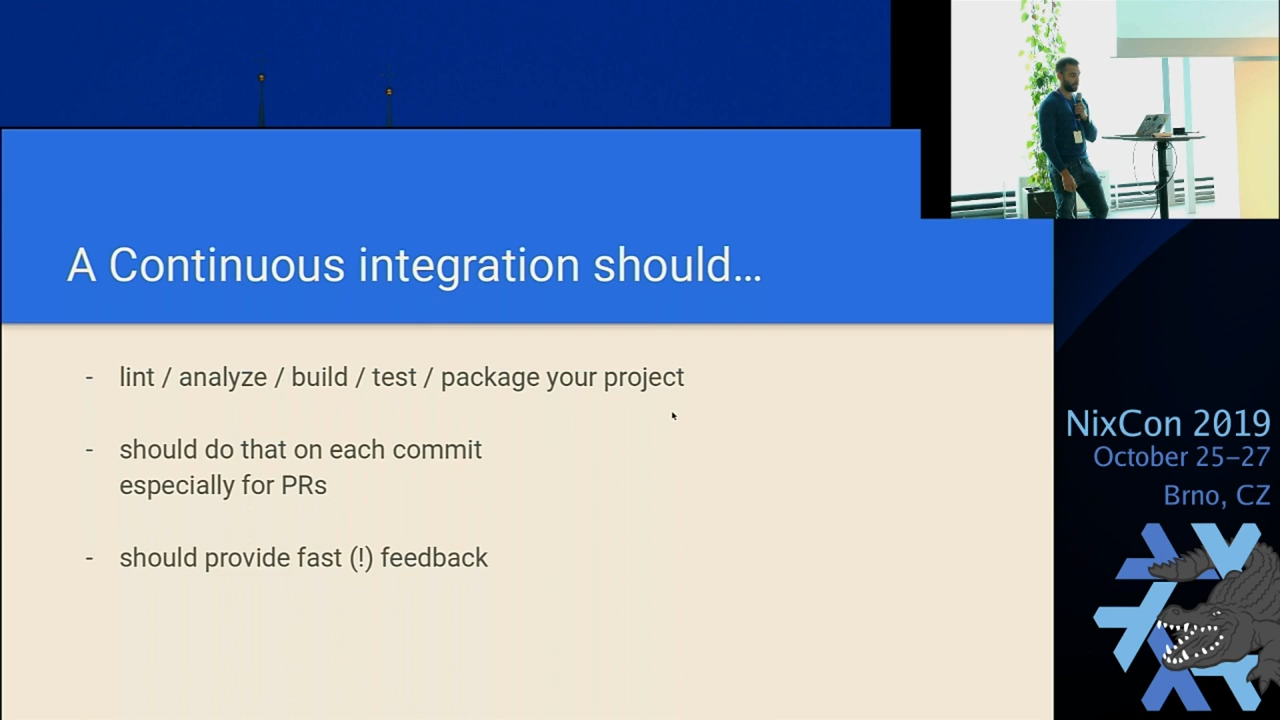 A Continuous integration should…
- lint / analyze / build / test / package your project
- should do that on each commit
especially for PRs
- should provide fast (!) feedback
NixCon 2019
October 25–27
Brno, CZ